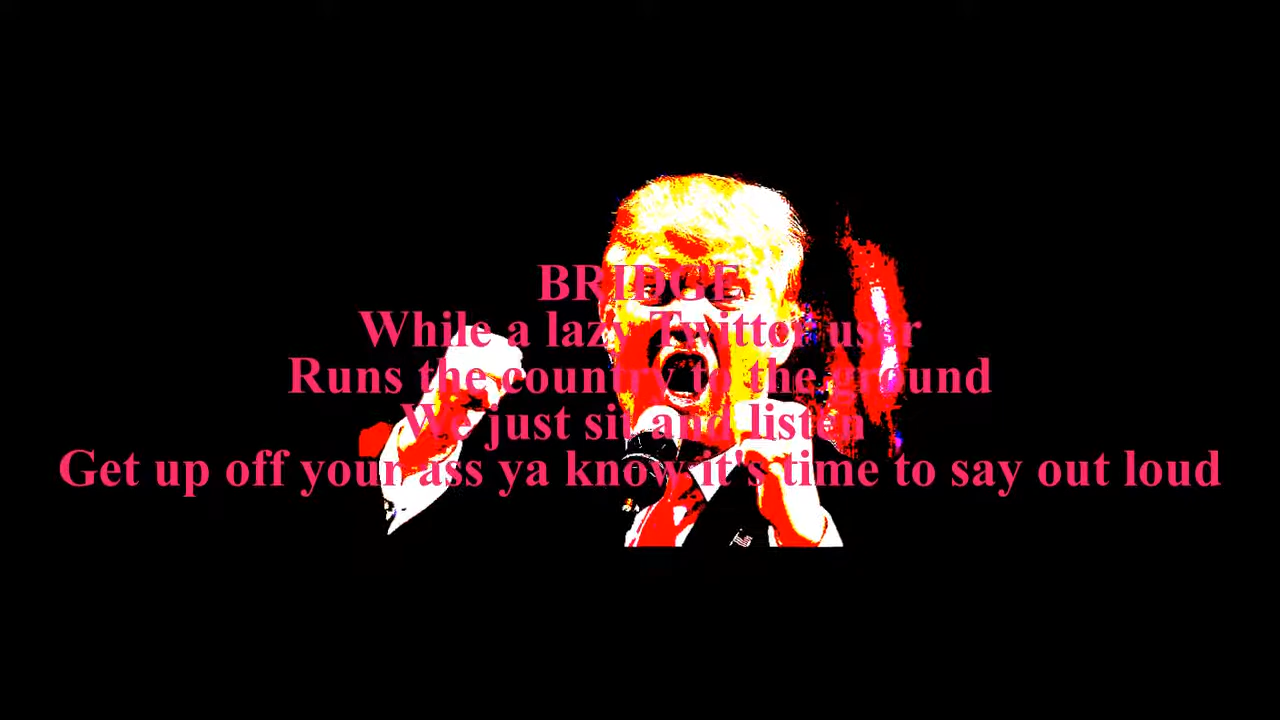 BRIDGE
While a lazy Twitter user
Runs the country to the ground
We just sit and listen
Get up off your ass ya know it's time to say out loud